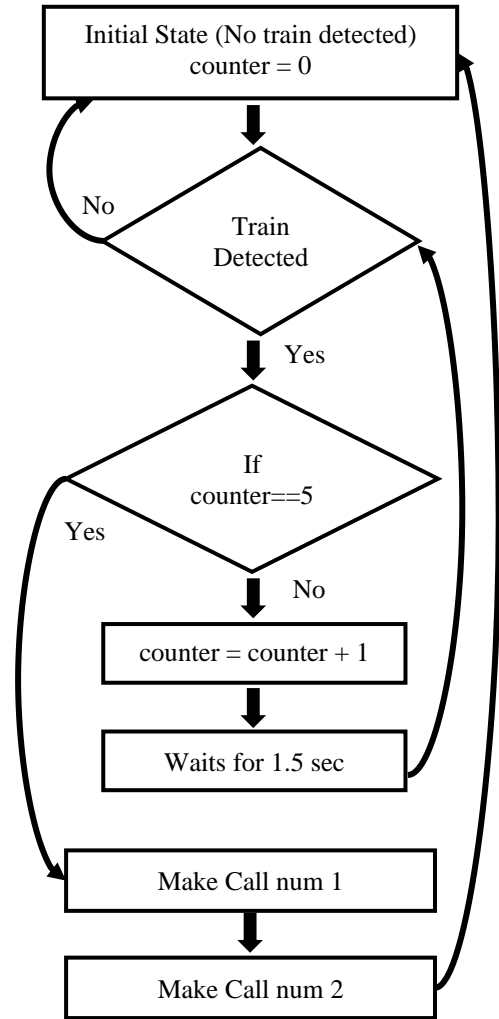 Initial State (No train detected)
counter = 0
No
Train
Detected
Yes
If
counter==5
Yes
No
counter = counter + 1
Waits for 1.5 sec
Make Call num 1
Make Call num 2